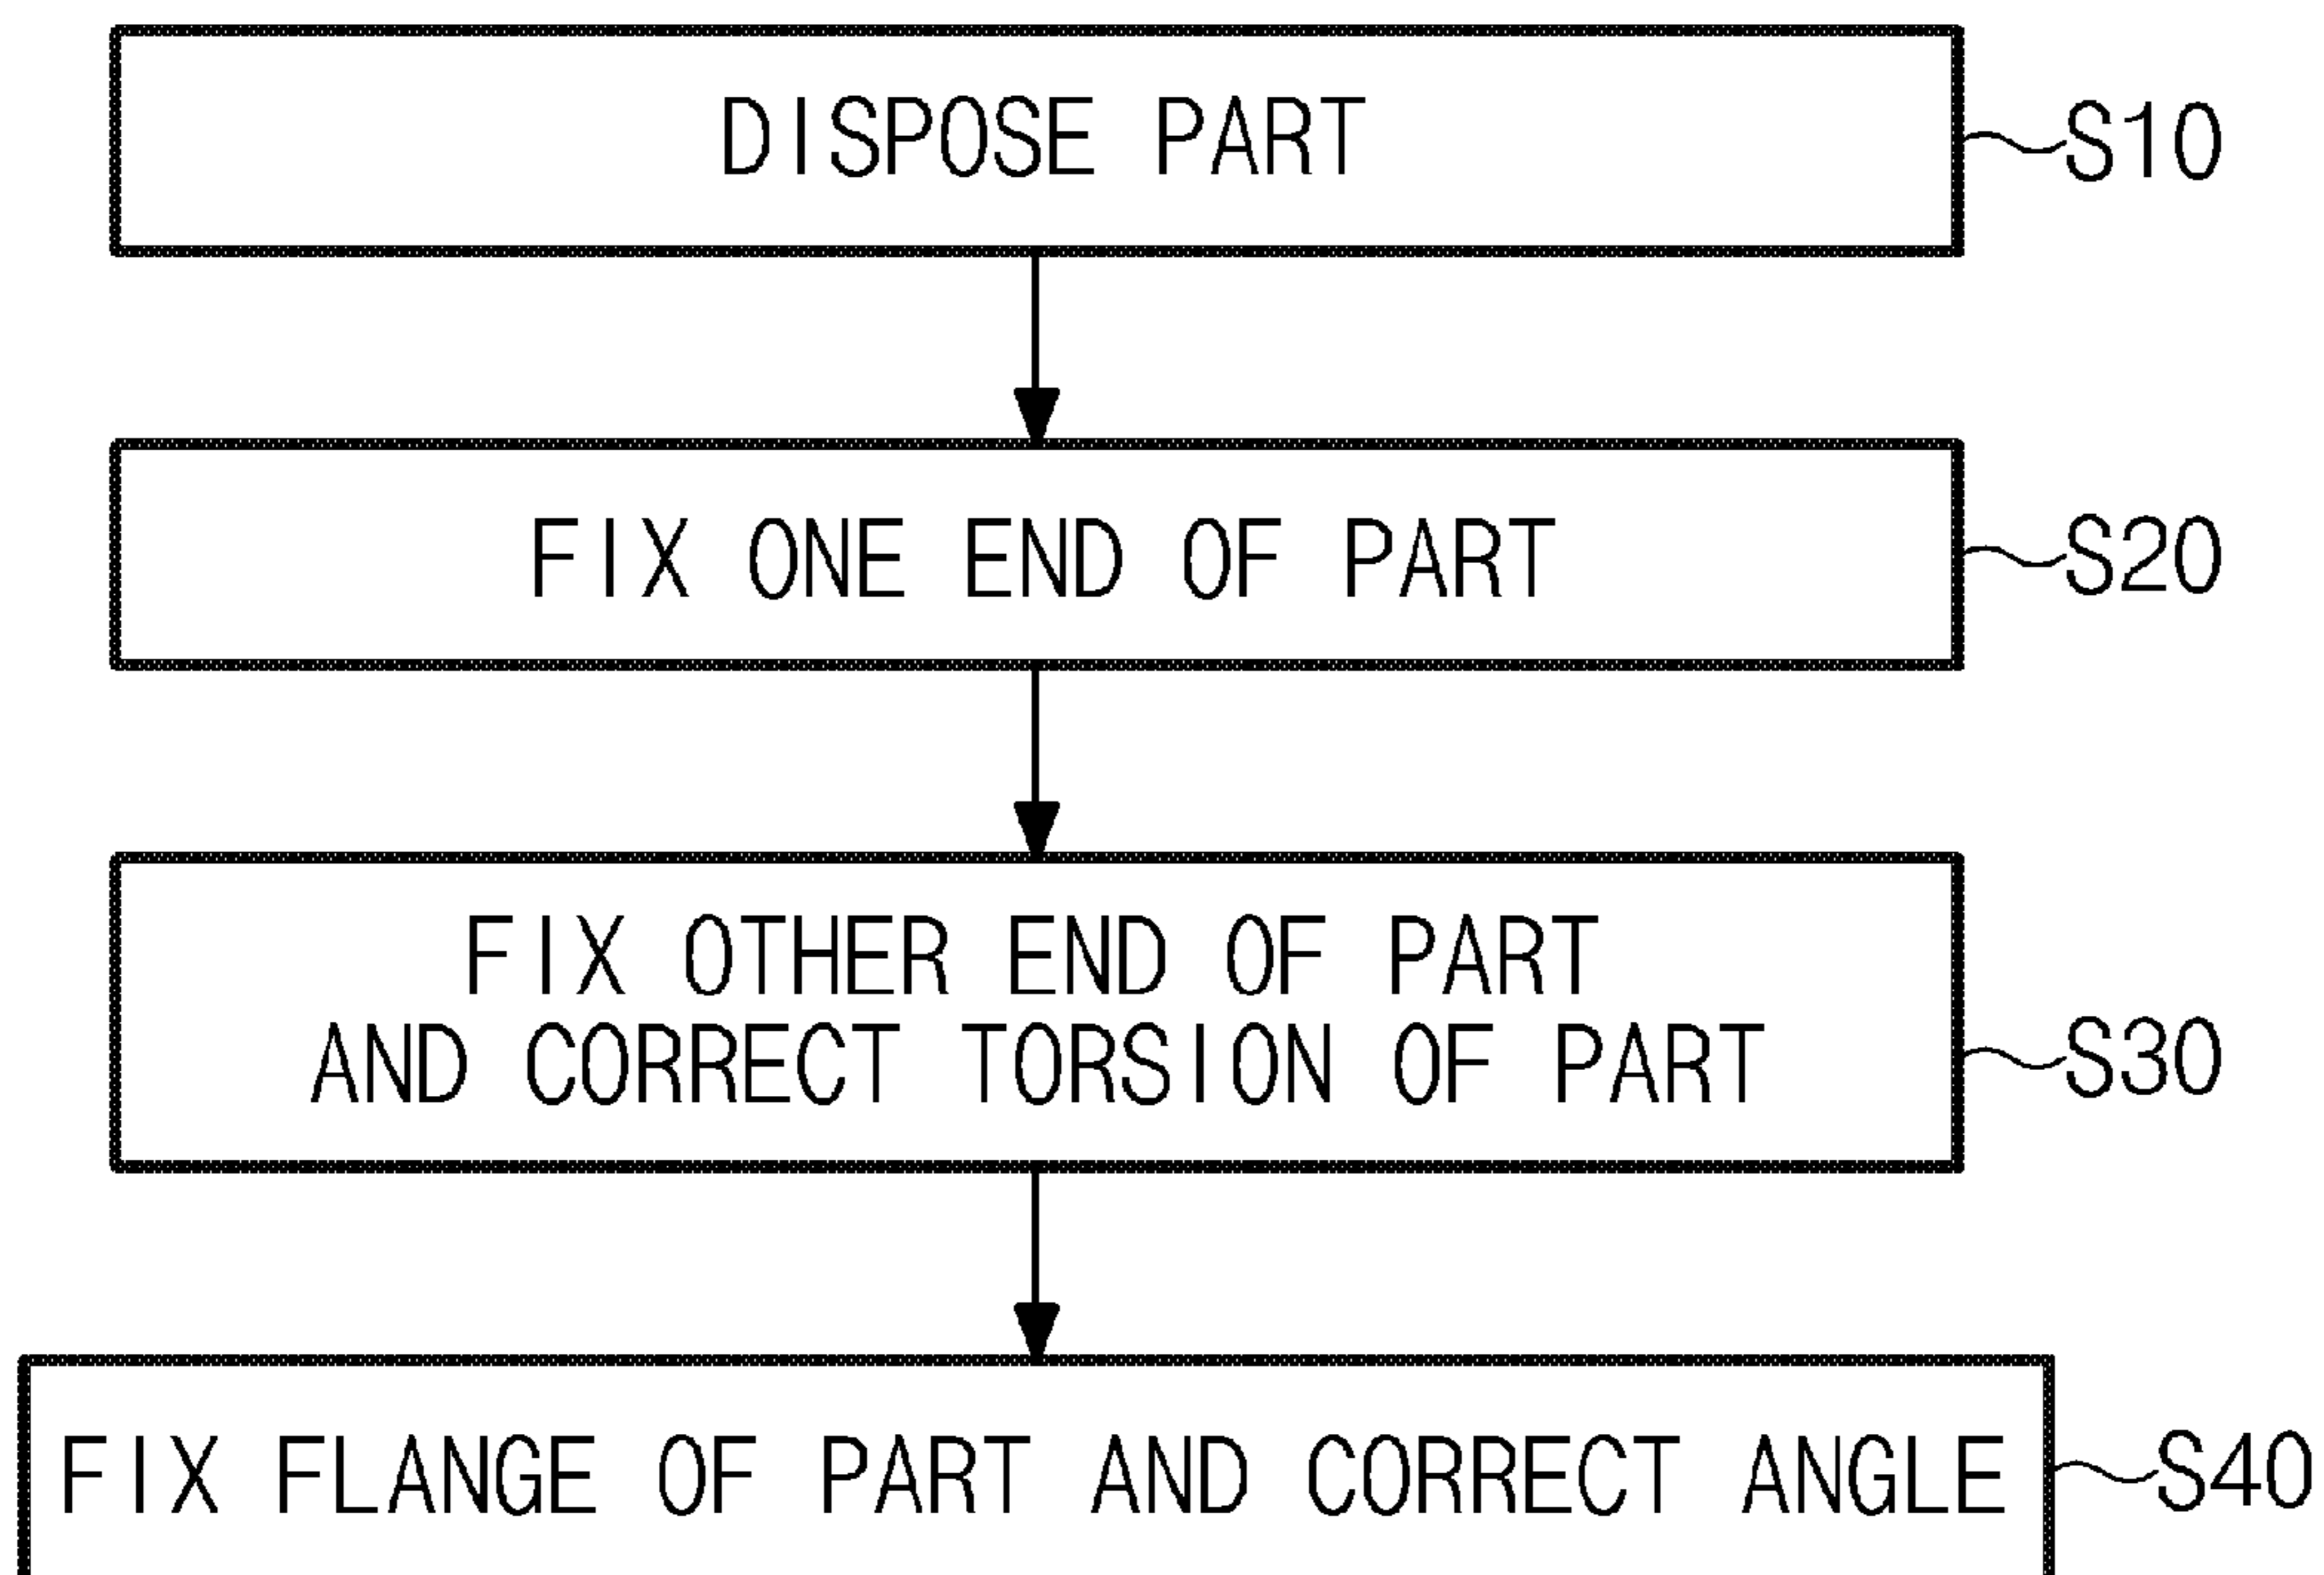 DISPOSE PART
S10
FIX ONE END OF PART
S20
FIX OTHER END OF PART
AND CORRECT TORSION OF PART
S30
FIX FLANGE OF PART AND CORRECT ANGLE
S40